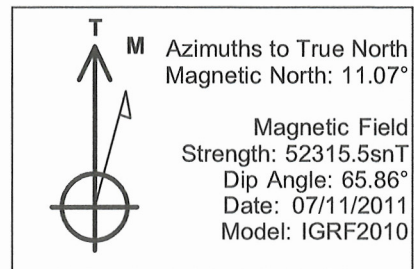 T
M
Azimuths to True North
Magnetic North: 11.07°
Magnetic Field
Strength: 52315.5snT
Dip Angle: 65.86°
Date: 07/11/2011
Model: IGRF2010